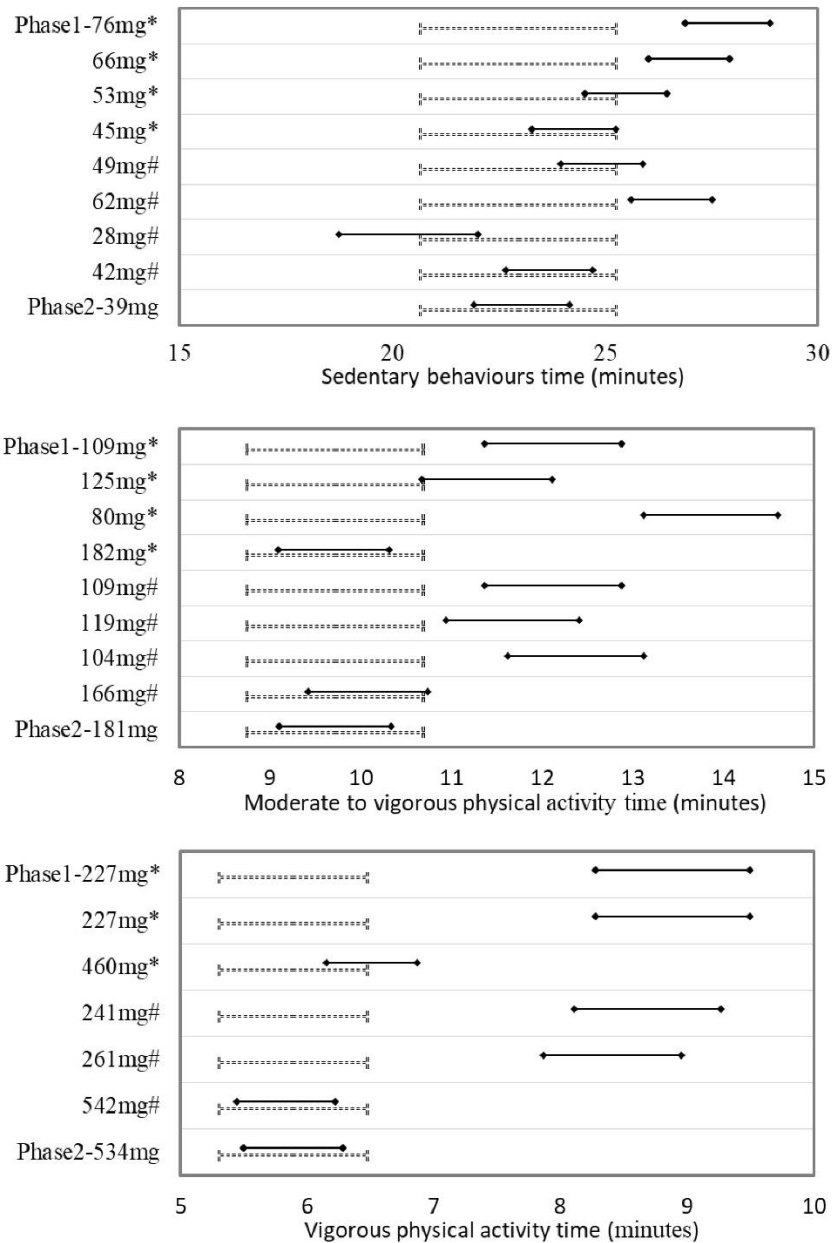 Phase1-76mg*
66mg*
53mg*
45mg*
49mg#
62mg#
28mg#
42mg#
Phase2-39mg
15 20 25 30
Sedentary behaviours time (minutes)
Phase1-109mg*
125mg*
80mg*
182mg*
109mg#
119mg#
104mg#
166mg#
Phase2-181mg
8 9 10 11 12 13 14 15
Moderate to vigorous physical activity time (minutes)
Phase1-227mg*
227mg*
460mg*
241mg#
261mg#
542mg#
Phase2-534mg
5 6 7 8 9 10
Vigorous physical activity time (minutes)